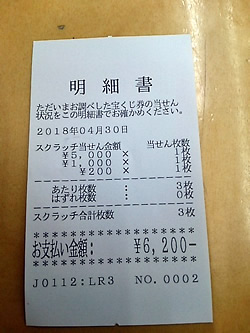 明細書
ただいまお調べした宝くじ券の当せん
状況をこの明細書でお確かめください。
2018年04月30日
スクラッチ当せん金額 当せん枚数
¥5,000 × 1枚
¥1,000 × 1枚
¥200 × 1枚
あたり枚数 : 3枚
はずれ枚数 : 0枚
スクラッチ合計枚数 3枚
＊＊＊＊＊＊＊＊＊＊＊＊＊＊＊＊
お支払い金額: ¥6,200-
＊＊＊＊＊＊＊＊＊＊＊＊＊＊＊＊
J0112:LR3 NO.0002